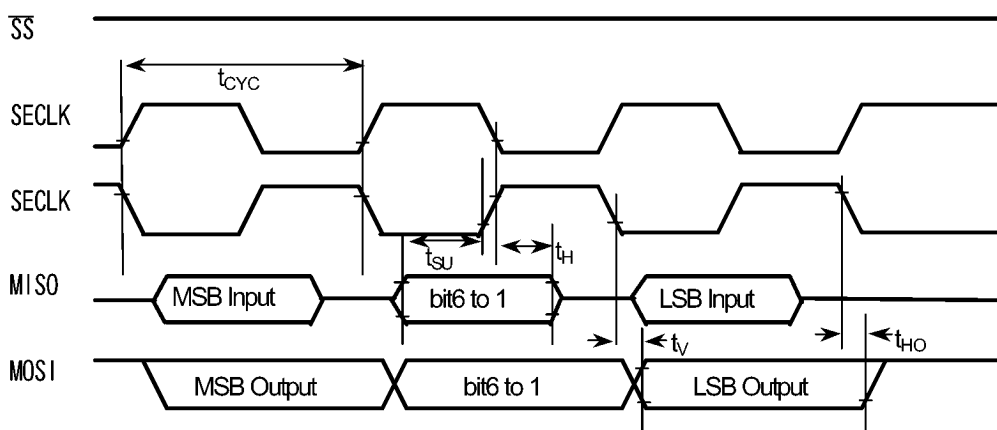 SS
tCYC
SECLK
SECLK
tSU
tH
MISO
MSB Input
bit6 to 1
LSB Input
tV
tHO
MOSI
MSB Output
bit6 to 1
LSB Output